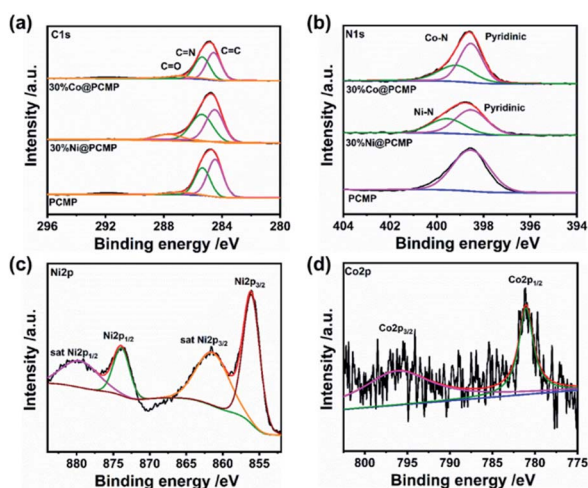 (a)
C1s
C=N
C=C
C=O
30%Co@PCMP
30%Ni@PCMP
PCMP
Intensity /a.u.
296 292 288 284 280
Binding energy /eV
(b)
N1s
Co-N
Pyridinic
30%Co@PCMP
Ni-N
Pyridinic
30%Ni@PCMP
PCMP
Intensity /a.u.
404 402 400 398 396 394
Binding energy /eV
(c)
Ni2p
Ni2p3/2
Ni2p1/2
sat Ni2p3/2
sat Ni2p1/2
Intensity /a.u.
880 875 870 865 860 855
Binding energy /eV
(d)
Co2p
Co2p1/2
Co2p3/2
Intensity /a.u.
800 795 790 785 780 775
Binding energy /eV